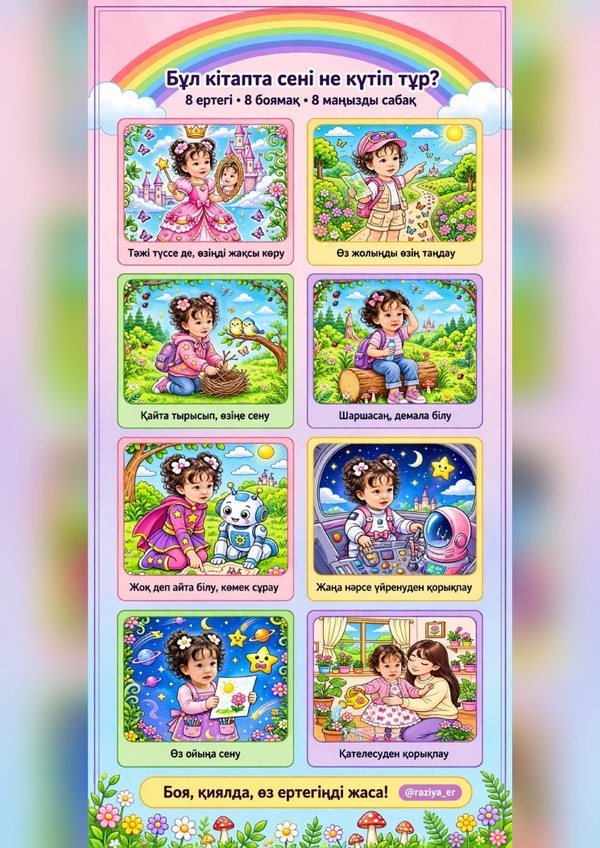 Бұл кітапта сені не күтіп тұр?
8 ертегі • 8 боямақ • 8 маңызды сабақ
Тәжі түссе де, өзіңді жақсы көру
Өз жолыңды өзің таңдау
Қайта тырысып, өзіңе сену
Шаршасаң, демала білу
Жоқ деп айта білу, көмек сұрау
Жаңа нәрсе үйренуден қорықпау
Өз ойыңа сену
Қателесуден қорықпау
Боя, қиялда, өз ертегіңді жаса!
@raziya_er